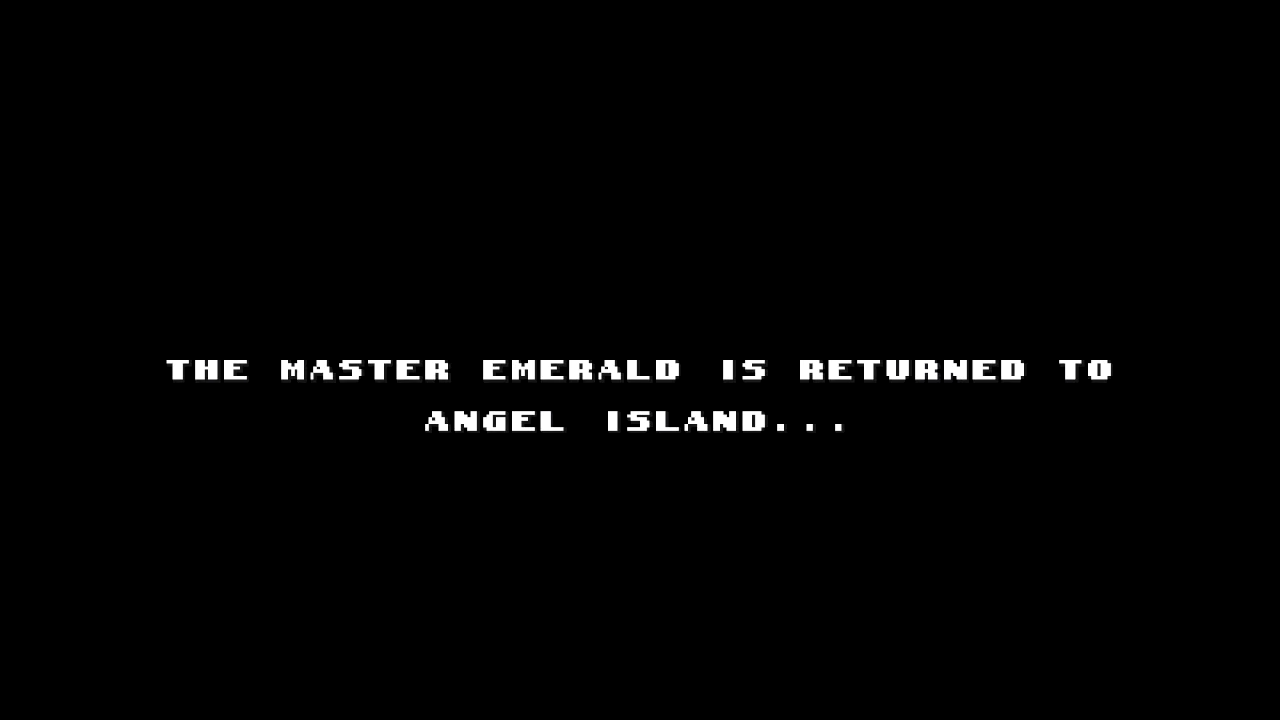 THE MASTER EMERALD IS RETURNED TO
ANGEL ISLAND...